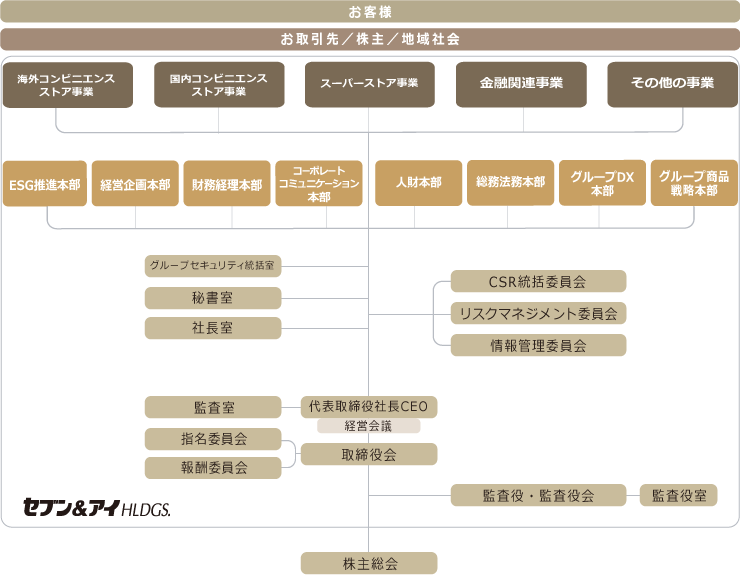 お客様
お取引先／株主／地域社会
海外コンビニエンス
ストア事業
国内コンビニエンス
ストア事業
スーパーストア事業
金融関連事業
その他の事業
ESG推進本部
経営企画本部
財務経理本部
コーポレート
コミュニケーション
本部
人財本部
総務法務本部
グループDX
本部
グループ商品
戦略本部
グループセキュリティ統括室
秘書室
社長室
CSR統括委員会
リスクマネジメント委員会
情報管理委員会
監査室
代表取締役社長CEO
経営会議
指名委員会
報酬委員会
取締役会
監査役・監査役会
監査役室
セブン&アイ HLDGS.
株主総会